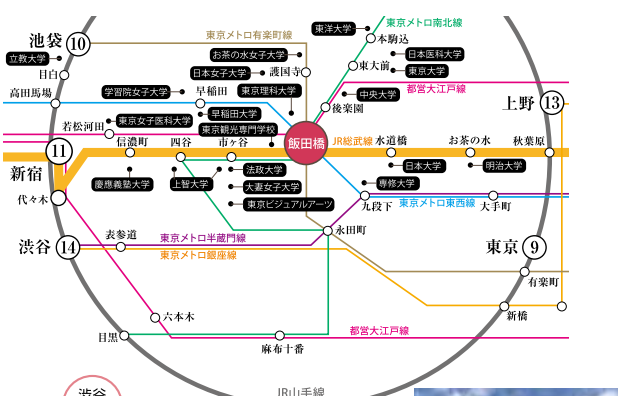 東京メトロ南北線
東洋大学
池袋
10
東京メトロ有楽町線
本駒込
お茶の水女子大学
日本医科大学
立教大学
目白
日本女子大学
護国寺
東大前
東京大学
高田馬場
学習院女子大学
早稲田
東京理科大学
中央大学
都営大江戸線
上野
13
後楽園
早稲田大学
若松河田
東京女子医科大学
東京観光専門学校
飯田橋
JR総武線
水道橋
お茶の水
秋葉原
信濃町
四谷
市ヶ谷
11
新宿
法政大学
日本大学
明治大学
慶應義塾大学
上智大学
大妻女子大学
専修大学
代々木
東京ビジュアルアーツ
九段下
東京メトロ東西線
大手町
渋谷
14
表参道
東京メトロ半蔵門線
永田町
東京メトロ銀座線
東京
9
有楽町
六本木
新橋
目黒
麻布十番
都営大江戸線
渋谷
JR山手線